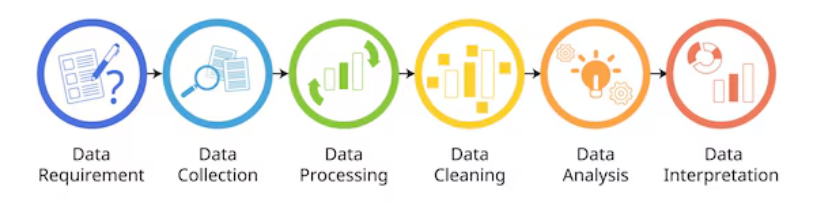 Data
Requirement
Data
Collection
Data
Processing
Data
Cleaning
Data
Analysis
Data
Interpretation